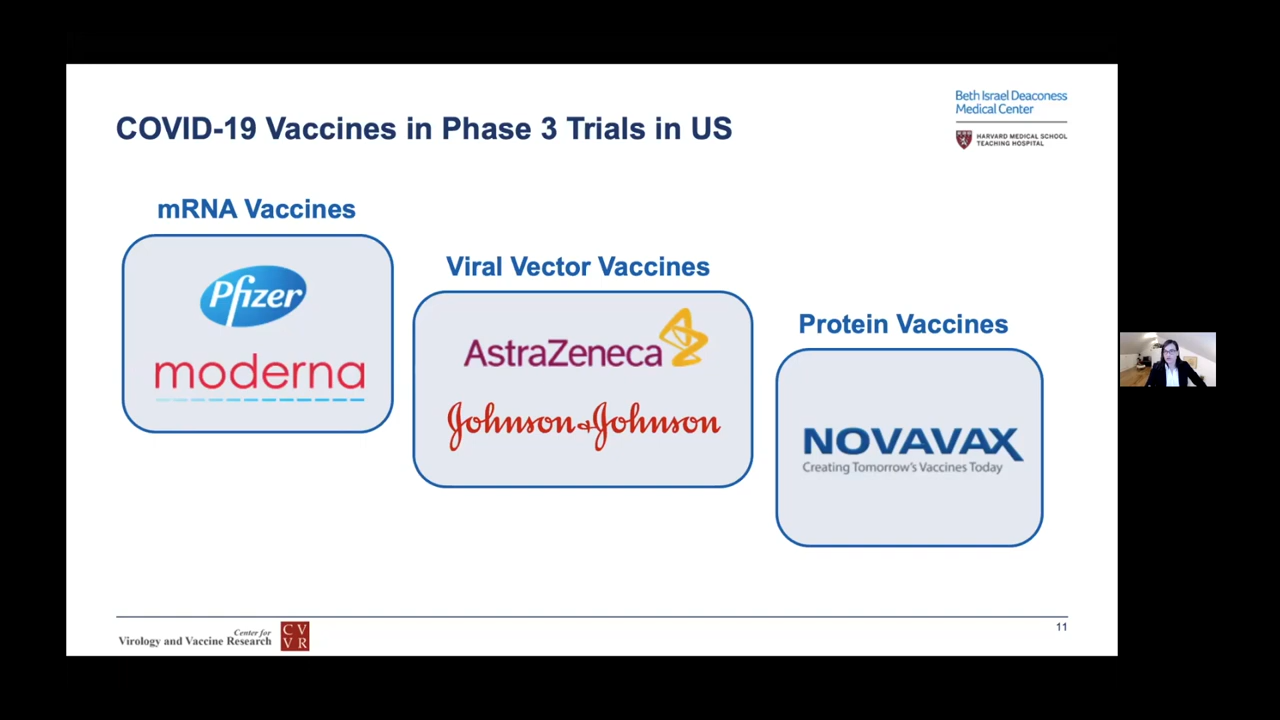 Beth Israel Deaconess
Medical Center
HARVARD MEDICAL SCHOOL
TEACHING HOSPITAL
COVID-19 Vaccines in Phase 3 Trials in US
mRNA Vaccines
Pfizer
moderna
Viral Vector Vaccines
AstraZeneca
Johnson & Johnson
Protein Vaccines
NOVAVAX
Creating Tomorrow's Vaccines Today
Center for
Virology and Vaccine Research
CV
VR
11